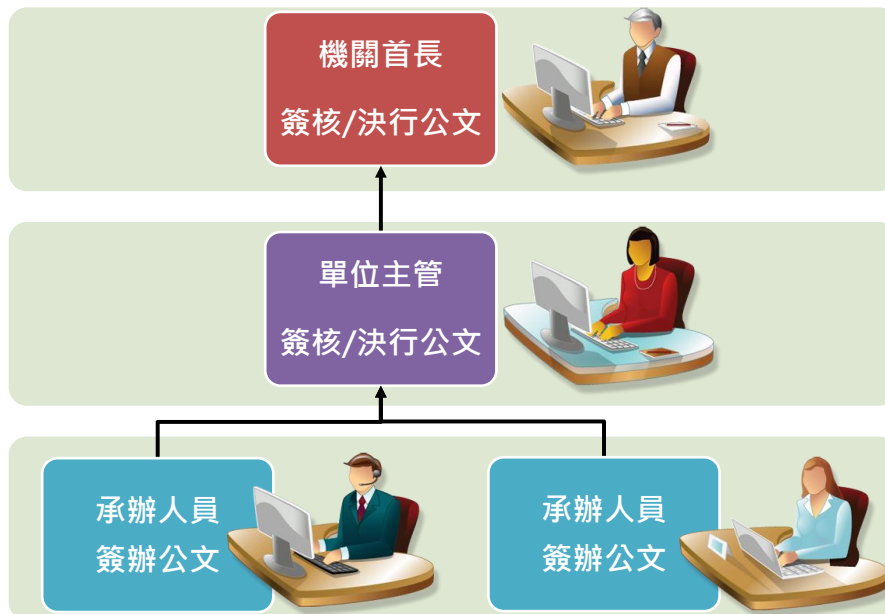 機關首長
簽核/決行公文
單位主管
簽核/決行公文
承辦人員
簽辦公文
承辦人員
簽辦公文